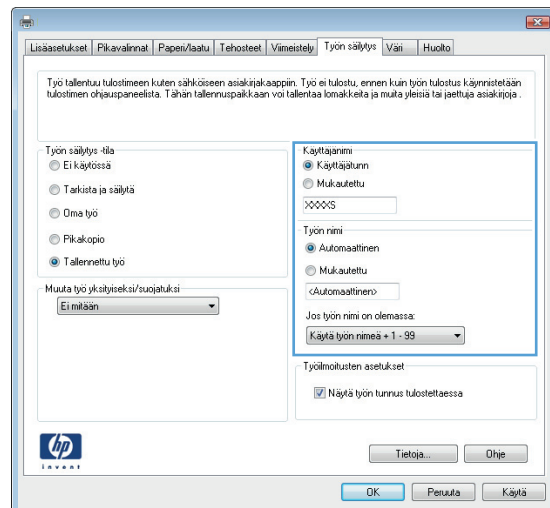 Lisäasetukset Pikavalinnat Paperi/laatu Tehosteet Viimeistely Työn säilytys Väri Huolto
Työ tallentuu tulostimeen kuten sähköiseen asiakirjakaappiin. Työ ei tulostu, ennen kuin työn tulostus käynnistetään
tulostimen ohjauspaneelista. Tähän tallennuspaikkaan voi tallentaa lomakkeita ja muita yleisiä tai jaettuja asiakirjoja .
Työn säilytys -tila
Ei käytössä
Tarkista ja säilytä
Oma työ
Pikakopio
Tallennettu työ
Muuta työ yksityiseksi/suojatuksi
Ei mitään
Käyttäjänimi
Käyttäjätunn
Mukautettu
XXXXS
Työn nimi
Automaattinen
Mukautettu
<Automaattinen>
Jos työn nimi on olemassa:
Käytä työn nimeä + 1 - 99
Työilmoitusten asetukset
Näytä työn tunnus tulostettaessa
hp
invent
Tietoja... Ohje
OK Peruuta Käytä